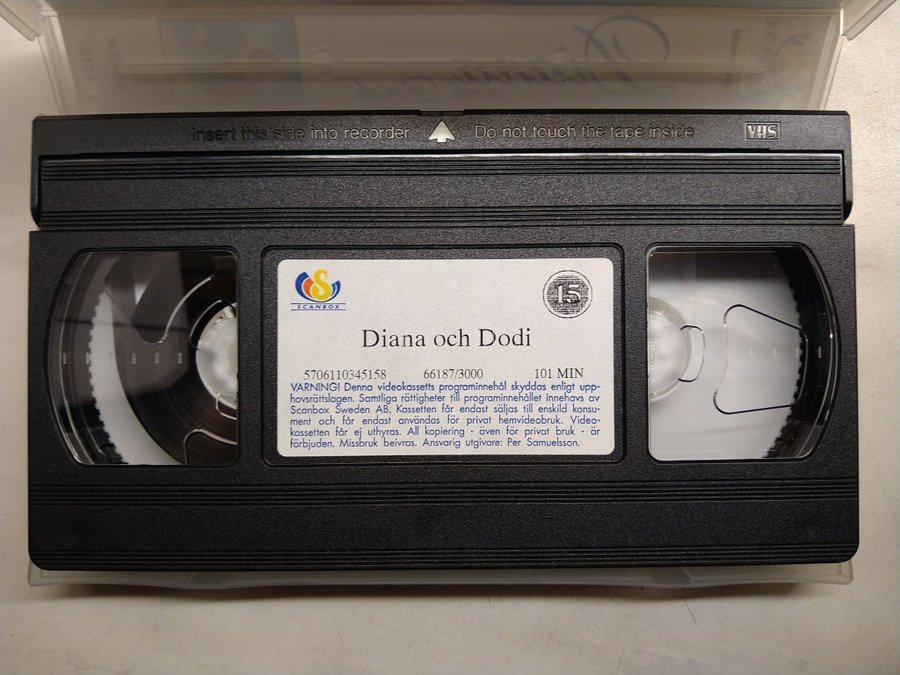 insert this side into recorder Do not touch the tape inside VHS
SCANBOX
15
Diana och Dodi
5706110345158 66187/3000 101 MIN
VARNING! Denna videokassetts programinnehål skyddas enligt upp-
hovsrättslagen. Samtliga rättigheter till programinnehållet innehavs av
Scanbox Sweden AB, Kassetten får endast säljas till enskild konsu-
ment och får endast användas för privat hemvideobruk. Video-
kassetten får ej uthyras. All kopiering - även för privat bruk - är
förbjuden. Missbruk beivras. Ansvarig utgivare: Per Samuelsson.